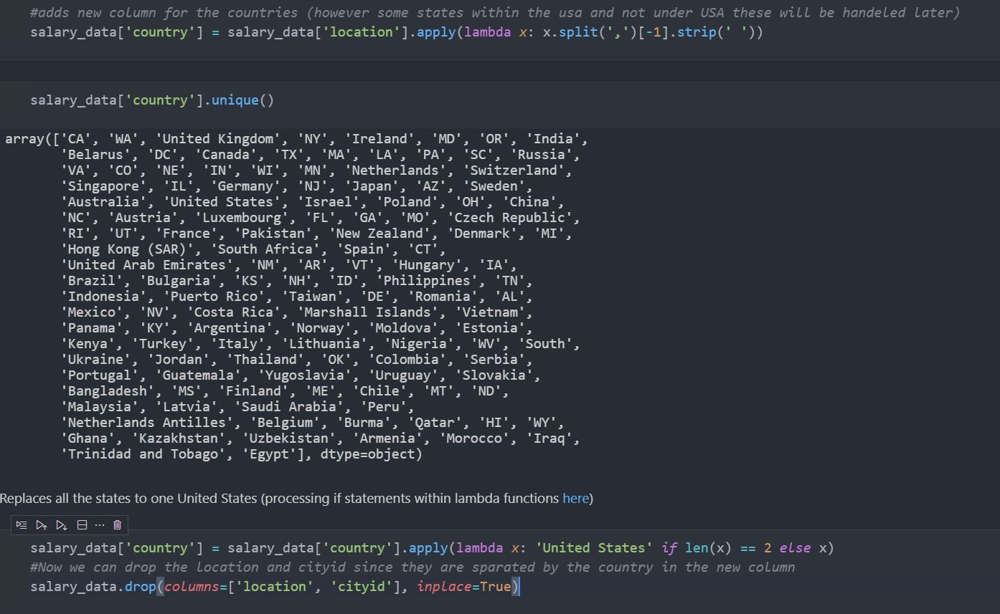 #adds new column for the countries (however some states within the usa and not under USA these will be handeled later)
salary_data['country'] = salary_data['location'].apply(lambda x: x.split(',')[-1].strip(' '))
salary_data['country'].unique()
array(['CA', 'WA', 'United Kingdom', 'NY', 'Ireland', 'MD', 'OR', 'India',
'Belarus', 'DC', 'Canada', 'TX', 'MA', 'LA', 'PA', 'SC', 'Russia',
'VA', 'CO', 'NE', 'IN', 'WI', 'MN', 'Netherlands', 'Switzerland',
'Singapore', 'IL', 'Germany', 'NJ', 'Japan', 'AZ', 'Sweden',
'Australia', 'United States', 'Israel', 'Poland', 'OH', 'China',
'NC', 'Austria', 'Luxembourg', 'FL', 'GA', 'MO', 'Czech Republic',
'RI', 'UT', 'France', 'Pakistan', 'New Zealand', 'Denmark', 'MI',
'Hong Kong (SAR)', 'South Africa', 'Spain', 'CT',
'United Arab Emirates', 'NM', 'AR', 'VT', 'Hungary', 'IA',
'Brazil', 'Bulgaria', 'KS', 'NH', 'ID', 'Philippines', 'TN',
'Indonesia', 'Puerto Rico', 'Taiwan', 'DE', 'Romania', 'AL',
'Mexico', 'NV', 'Costa Rica', 'Marshall Islands', 'Vietnam',
'Panama', 'KY', 'Argentina', 'Norway', 'Moldova', 'Estonia',
'Kenya', 'Turkey', 'Italy', 'Lithuania', 'Nigeria', 'WV', 'South',
'Ukraine', 'Jordan', 'Thailand', 'OK', 'Colombia', 'Serbia',
'Portugal', 'Guatemala', 'Yugoslavia', 'Uruguay', 'Slovakia',
'Bangladesh', 'MS', 'Finland', 'ME', 'Chile', 'MT', 'ND',
'Malaysia', 'Latvia', 'Saudi Arabia', 'Peru',
'Netherlands Antilles', 'Belgium', 'Burma', 'Qatar', 'HI', 'WY',
'Ghana', 'Kazakhstan', 'Uzbekistan', 'Armenia', 'Morocco', 'Iraq',
'Trinidad and Tobago', 'Egypt'], dtype=object)
Replaces all the states to one United States (processing if statements within lambda functions here)
salary_data['country'] = salary_data['country'].apply(lambda x: 'United States' if len(x) == 2 else x)
#Now we can drop the location and cityid since they are sparated by the country in the new column
salary_data.drop(columns=['location', 'cityid'], inplace=True)